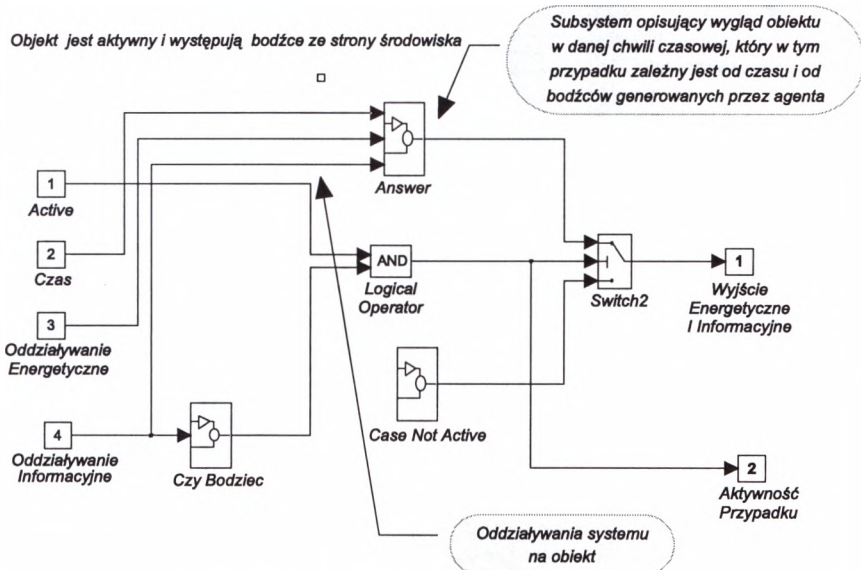 Objekt jest aktywny i występują bodźce ze strony środowiska
Subsystem opisujący wygląd obiektu
w danej chwili czasowej, który w tym
przypadku zależny jest od czasu i od
bodźców generowanych przez agenta
Answer
1
Active
2
Czas
3
Oddziaływanie
Energetyczne
4
Oddziaływanie
Informacyjne
Czy Bodziec
AND
Logical
Operator
Case Not Active
Switch2
1
Wyjście
Energetyczne
I Informacyjne
2
Aktywność
Przypadku
Oddziaływania systemu
na obiekt